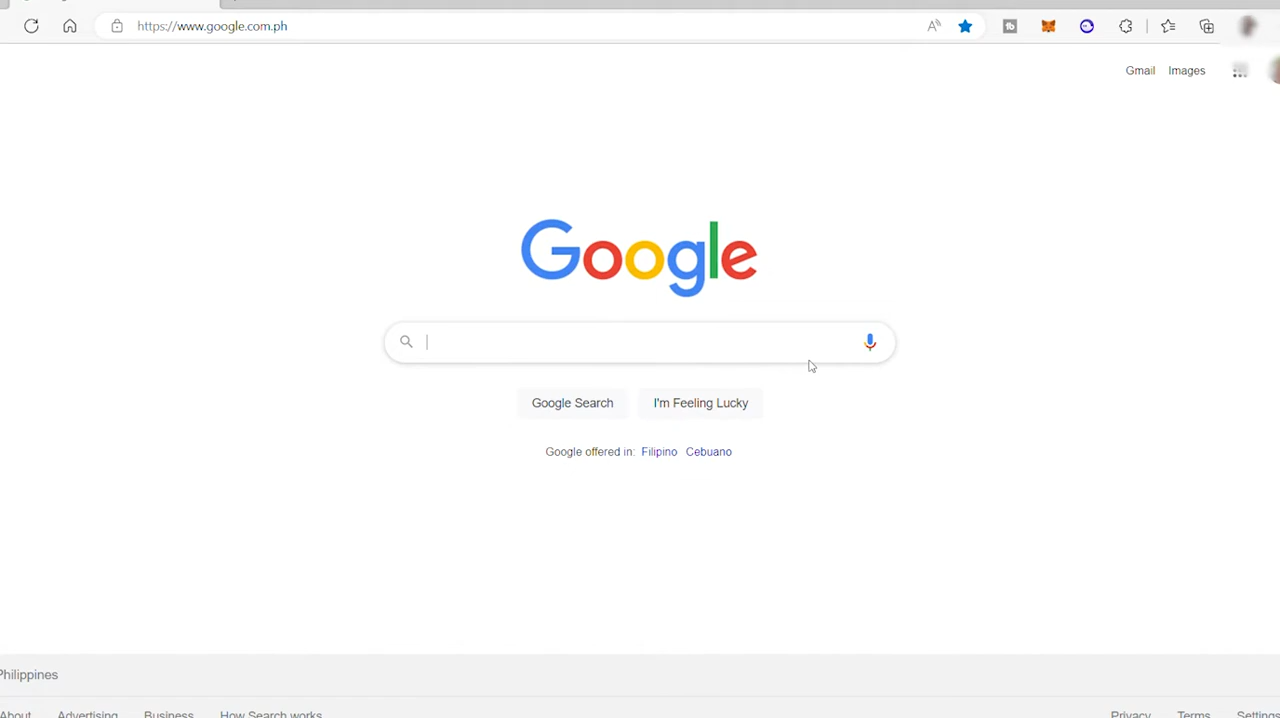 https://www.google.com.ph
Gmail Images
Google
Google Search I'm Feeling Lucky
Google offered in: Filipino Cebuano
Philippines
About Advertising Business How Search works Privacy Terms Settings